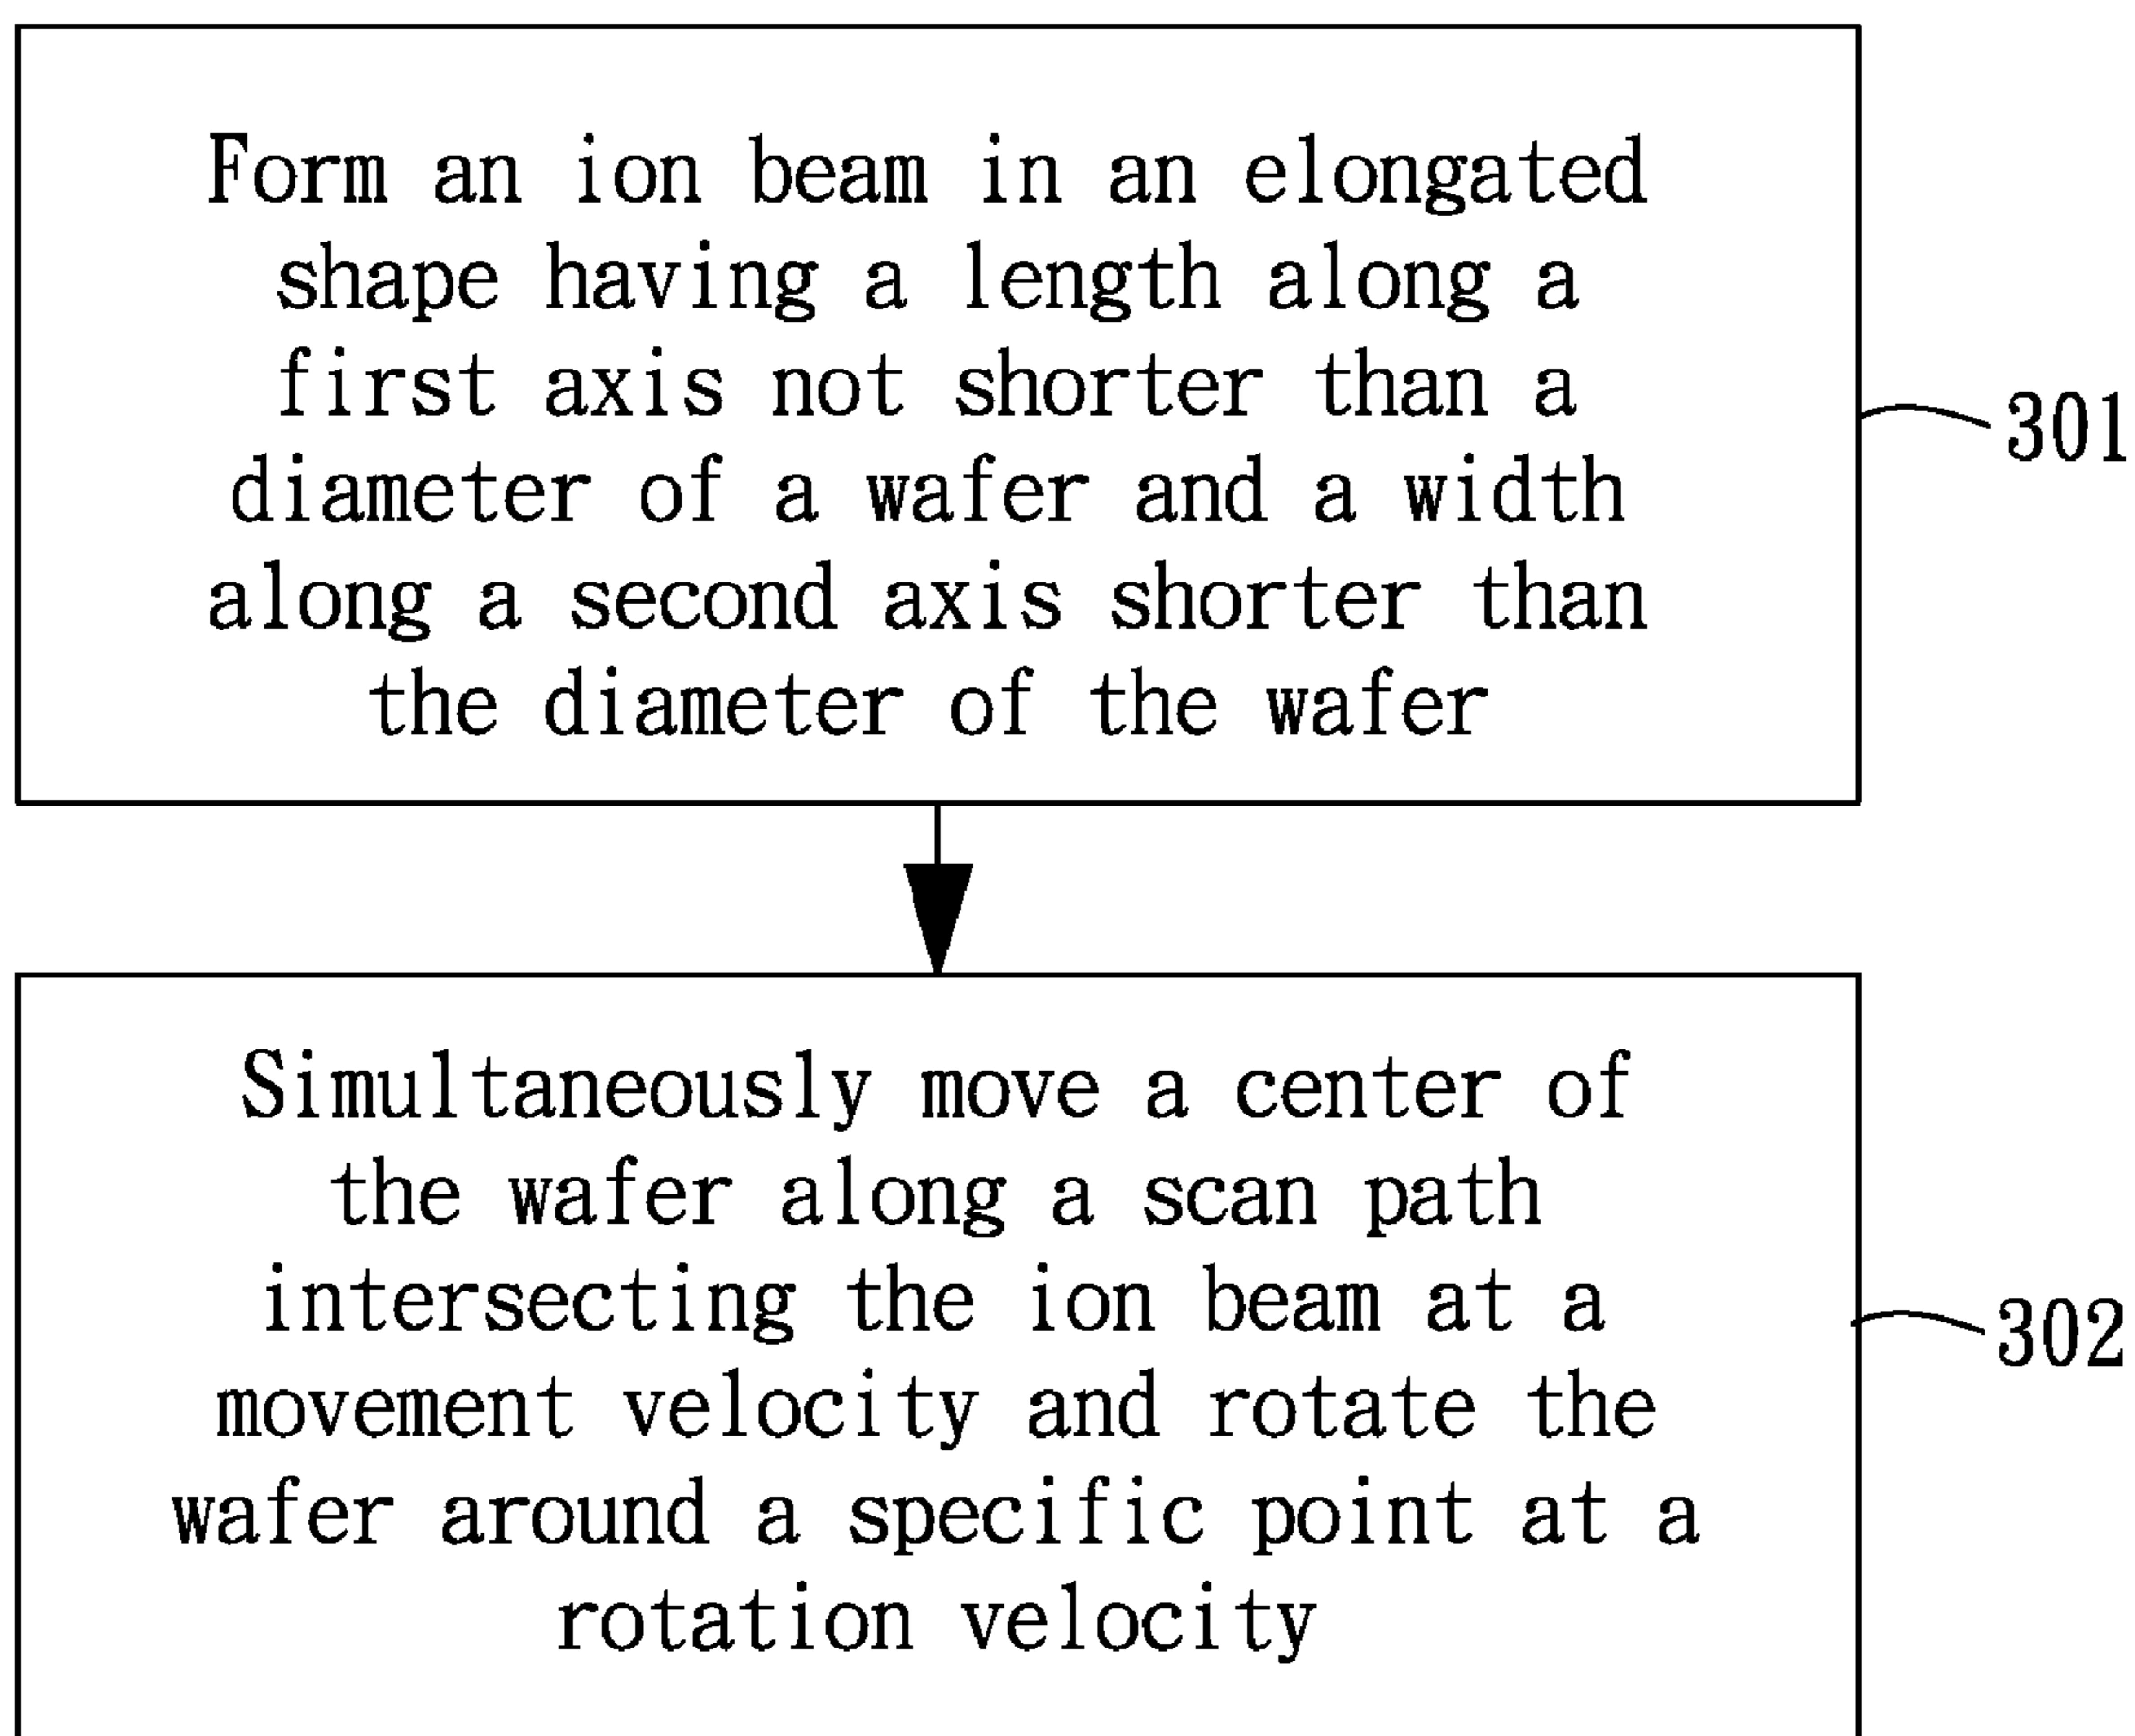 Form an ion beam in an elongated
shape having a length along a
first axis not shorter than a
diameter of a wafer and a width
along a second axis shorter than
the diameter of the wafer
301
Simultaneously move a center of
the wafer along a scan path
intersecting the ion beam at a
movement velocity and rotate the
wafer around a specific point at a
rotation velocity
302